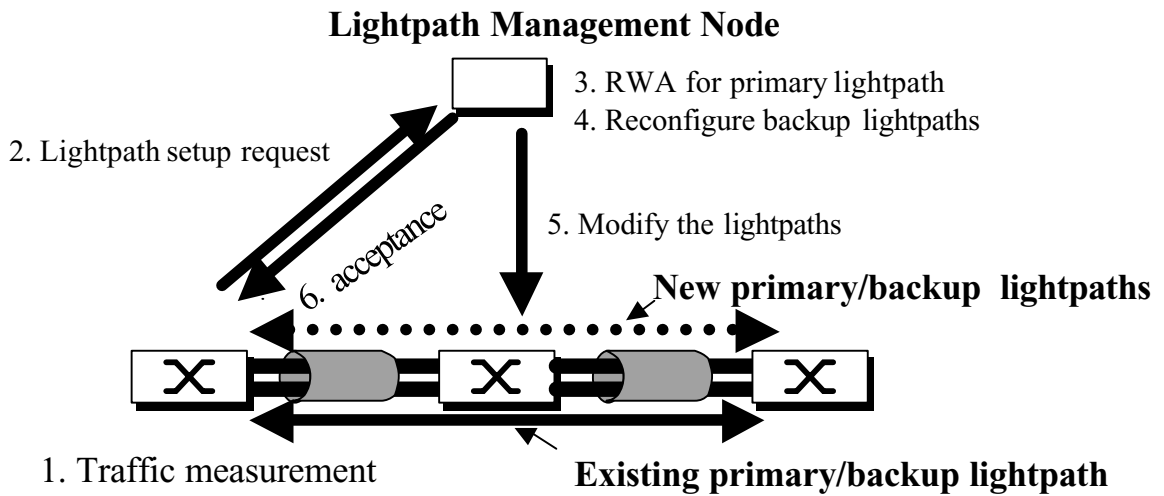 Lightpath Management Node
3. RWA for primary lightpath
4. Reconfigure backup lightpaths
2. Lightpath setup request
5. Modify the lightpaths
6. acceptance
New primary/backup lightpaths
1. Traffic measurement
Existing primary/backup lightpath